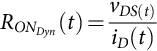 R_{ON_{Dyn}}(t) = \frac{v_{DS(t)}}{i_D(t)}